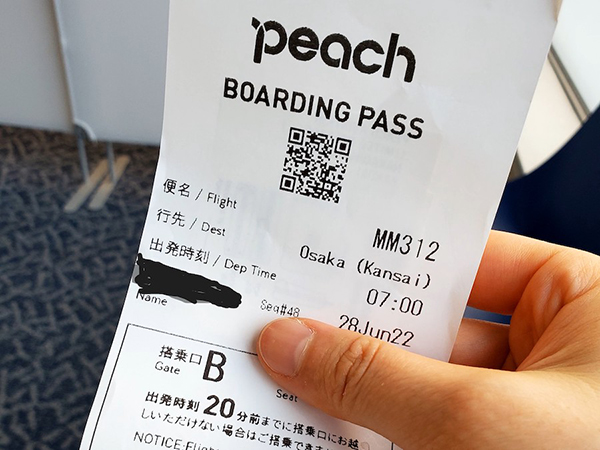 peach
BOARDING PASS
便名 / Flight MM312
行先 / Dest Osaka (Kansai)
出発時刻 / Dep Time 07:00
Name Seq#48 28Jun22
搭乗口 B
Gate Seat
出発時刻 20 分前までに搭乗口にお越
しいただけない場合はご搭乗できま
NOTICE:Fligh